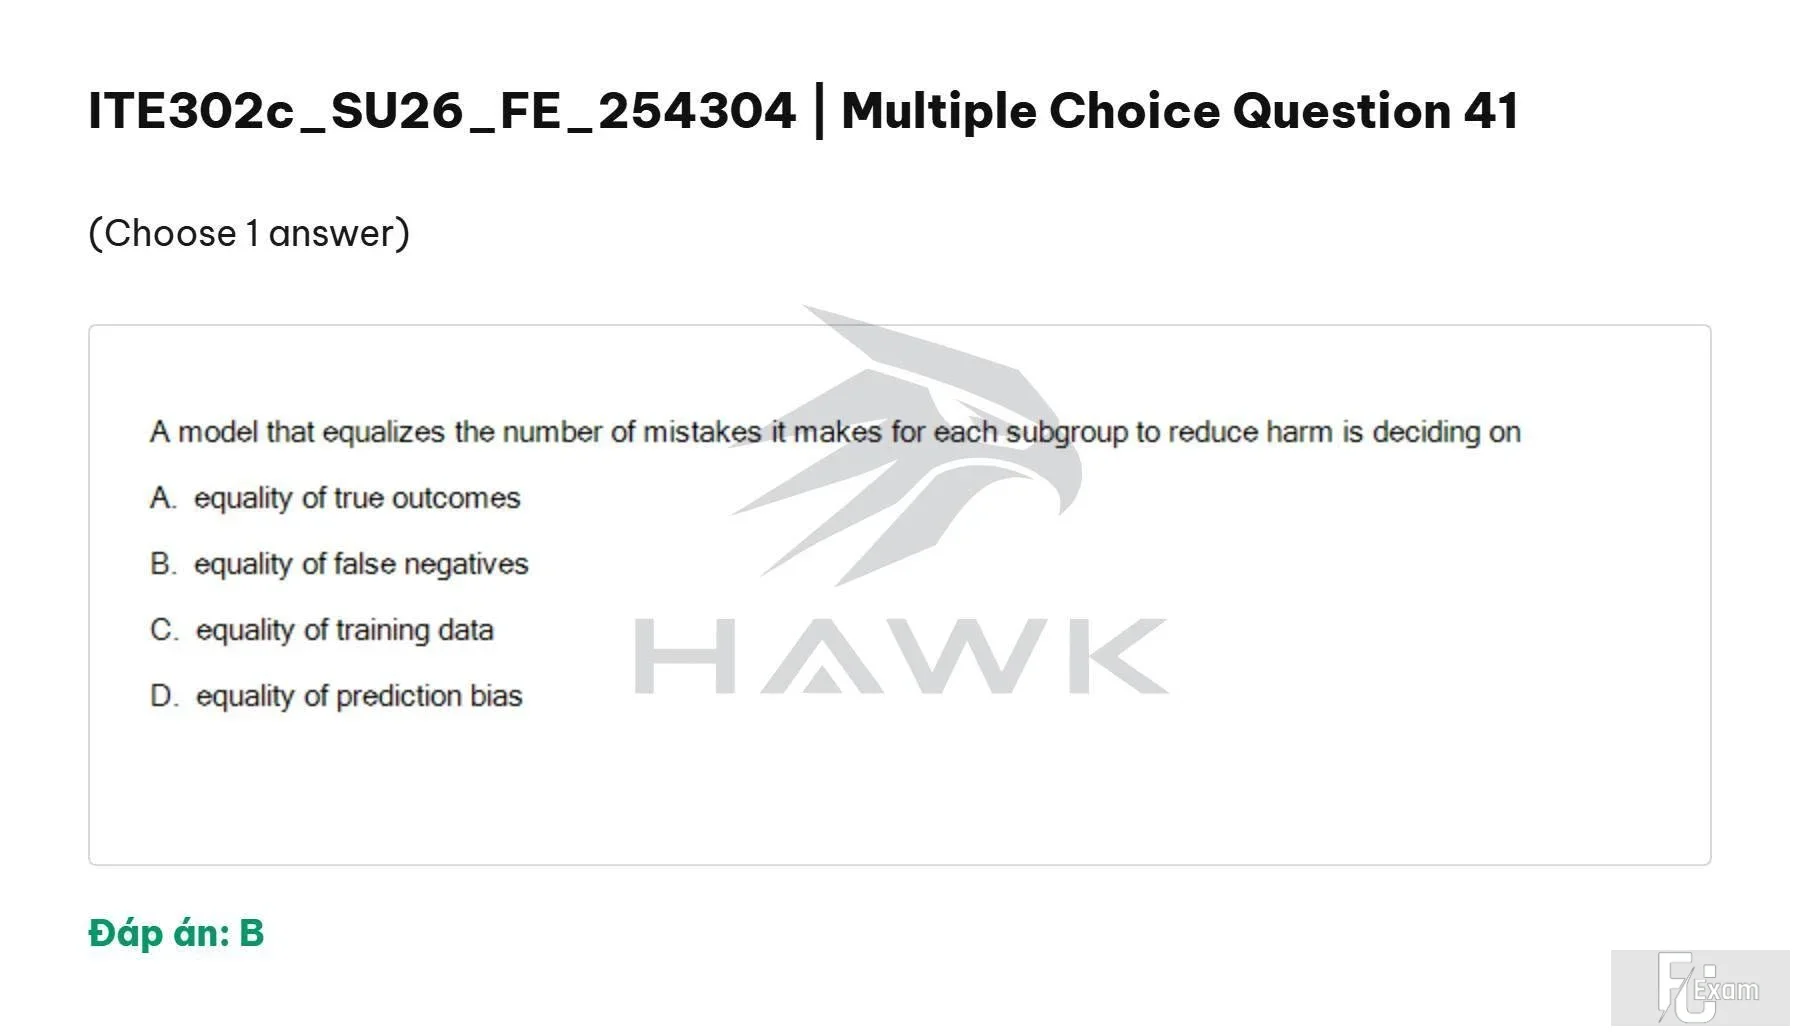 ITE302c_SU26_FE_254304 | Multiple Choice Question 41
(Choose 1 answer)
A model that equalizes the number of mistakes it makes for each subgroup to reduce harm is deciding on
A. equality of true outcomes
B. equality of false negatives
C. equality of training data
D. equality of prediction bias
HAWK
Đáp án: B
FU Exam